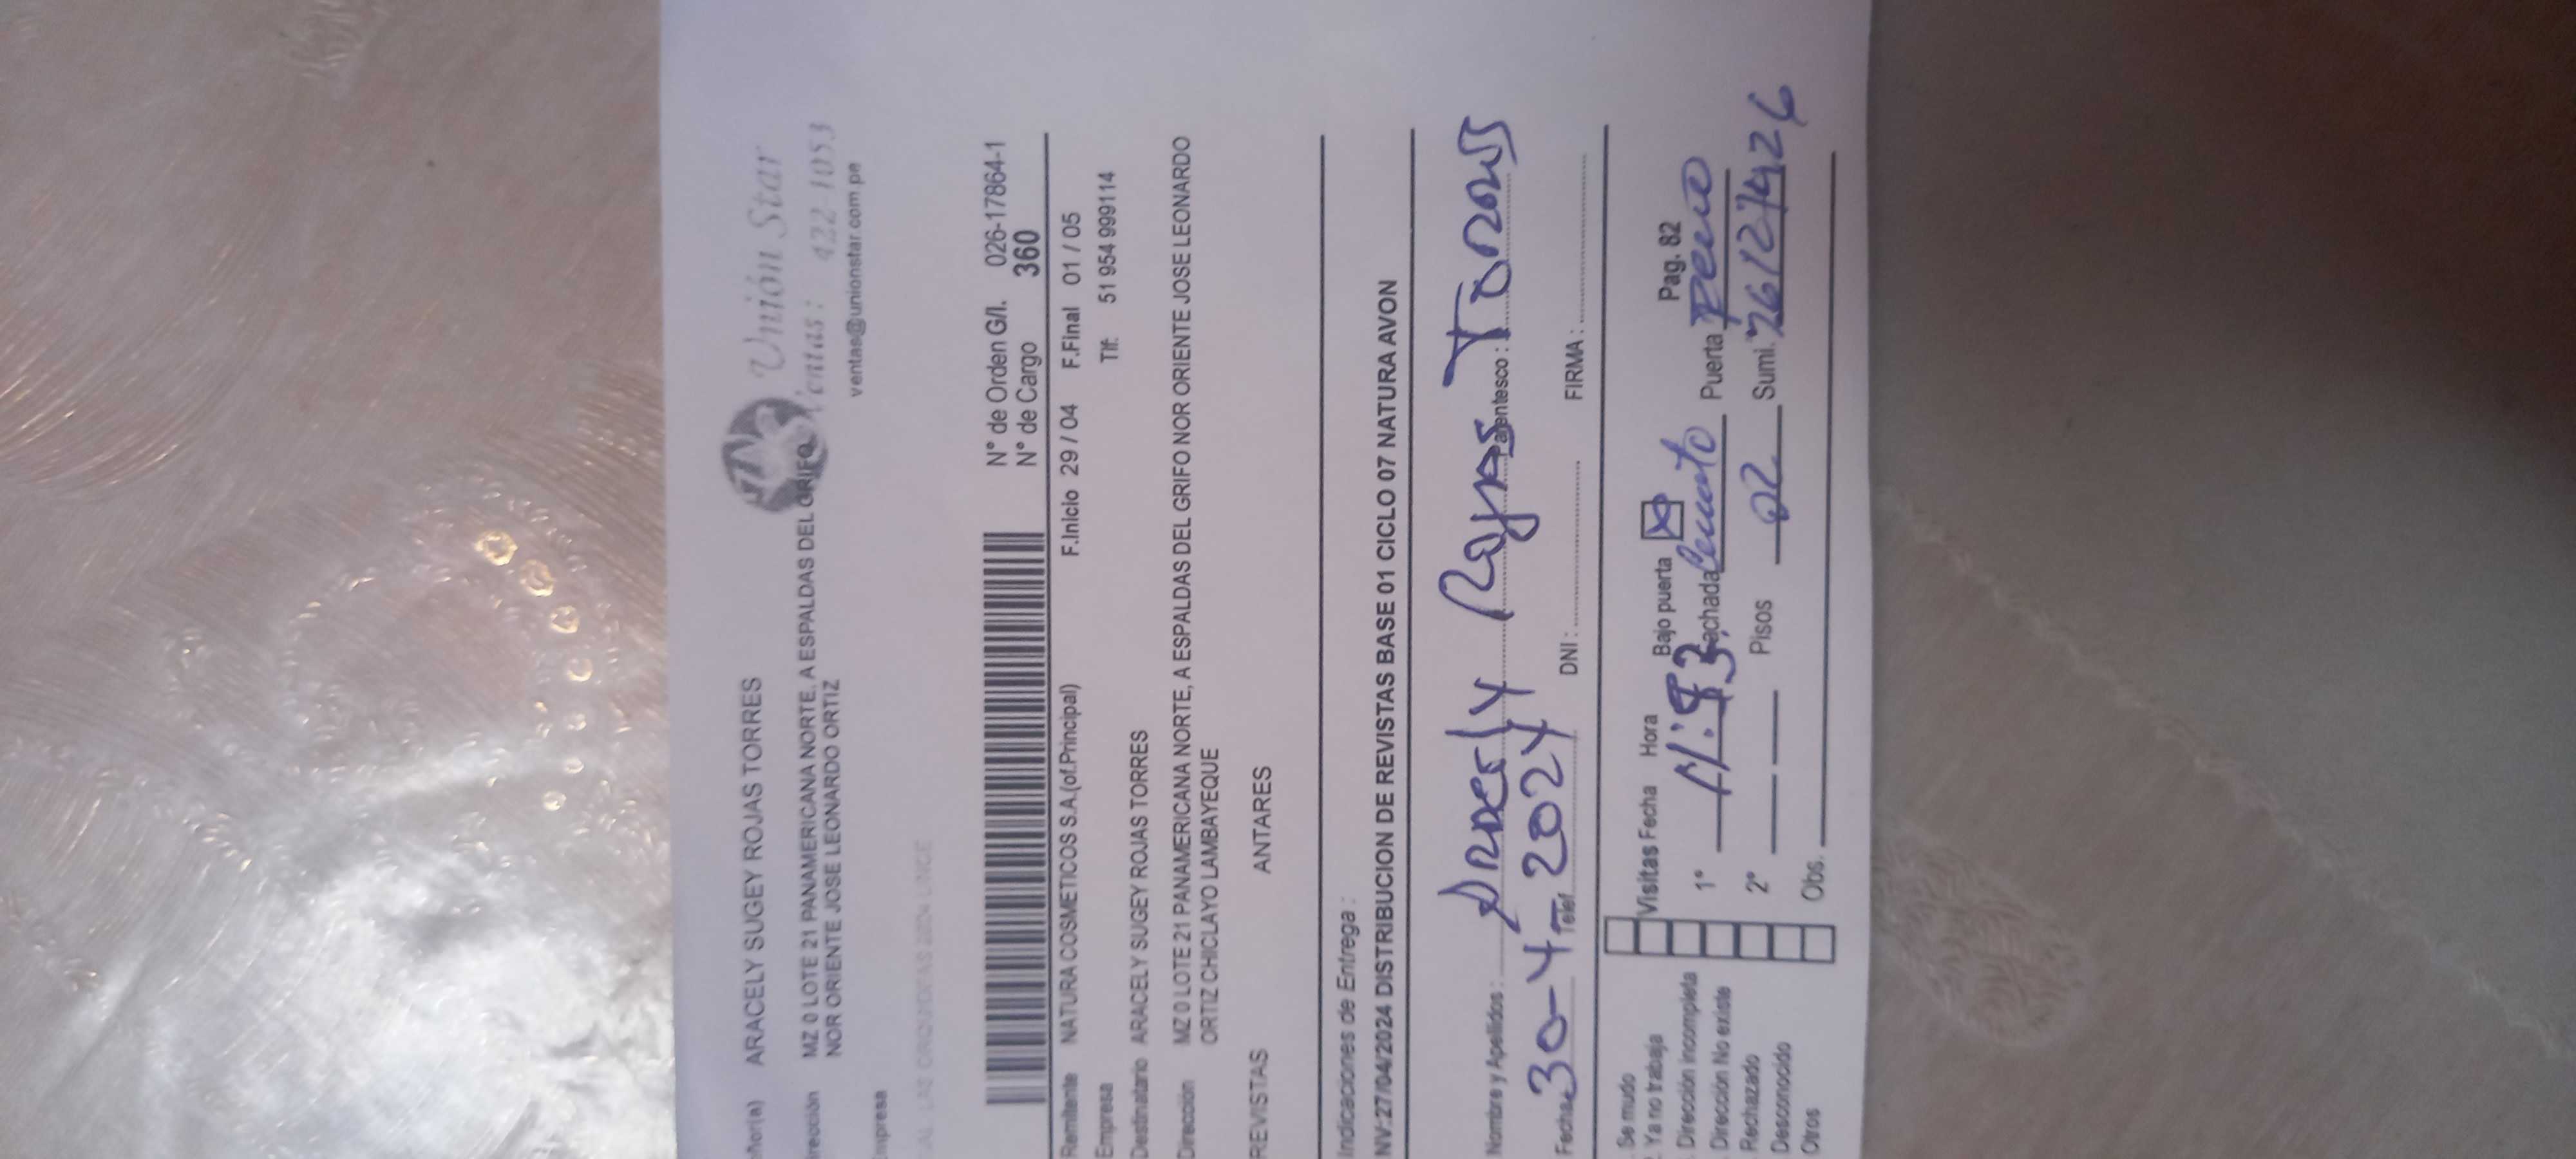 ARACELY SUGEY ROJAS TORRES
Unión Star
MZ 0 LOTE 21 PANAMERICANA NORTE, A ESPALDAS DEL GRIFO
NOR ORIENTE JOSE LEONARDO ORTIZ
Ventas: 422-1053
ventas@unionstar.com.pe
N° de Orden G/I. 026-17864-1
N° de Cargo 360
Remitente NATURA COSMETICOS S.A.(of.Principal) F.Inicio 29 / 04 F.Final 01 / 05
Empresa Tlf: 51 954 999114
Destinatario ARACELY SUGEY ROJAS TORRES
Dirección MZ 0 LOTE 21 PANAMERICANA NORTE, A ESPALDAS DEL GRIFO NOR ORIENTE JOSE LEONARDO
ORTIZ CHICLAYO LAMBAYEQUE
REVISTAS ANTARES
Indicaciones de Entrega :
NV:27/04/2024 DISTRIBUCION DE REVISTAS BASE 01 CICLO 07 NATURA AVON
Nombre y Apellidos : Aracely Rojas Parentesco : Torres
Fecha 30-4-2024 Telef DNI : FIRMA :
Se mudo Visitas Fecha Hora Bajo puerta Pag. 82
Ya no trabaja
Dirección incompleta 1° Fachada Puerta
Dirección No existe
Rechazado 2° Pisos 02 Sumi.
Desconocido
Otros Obs.